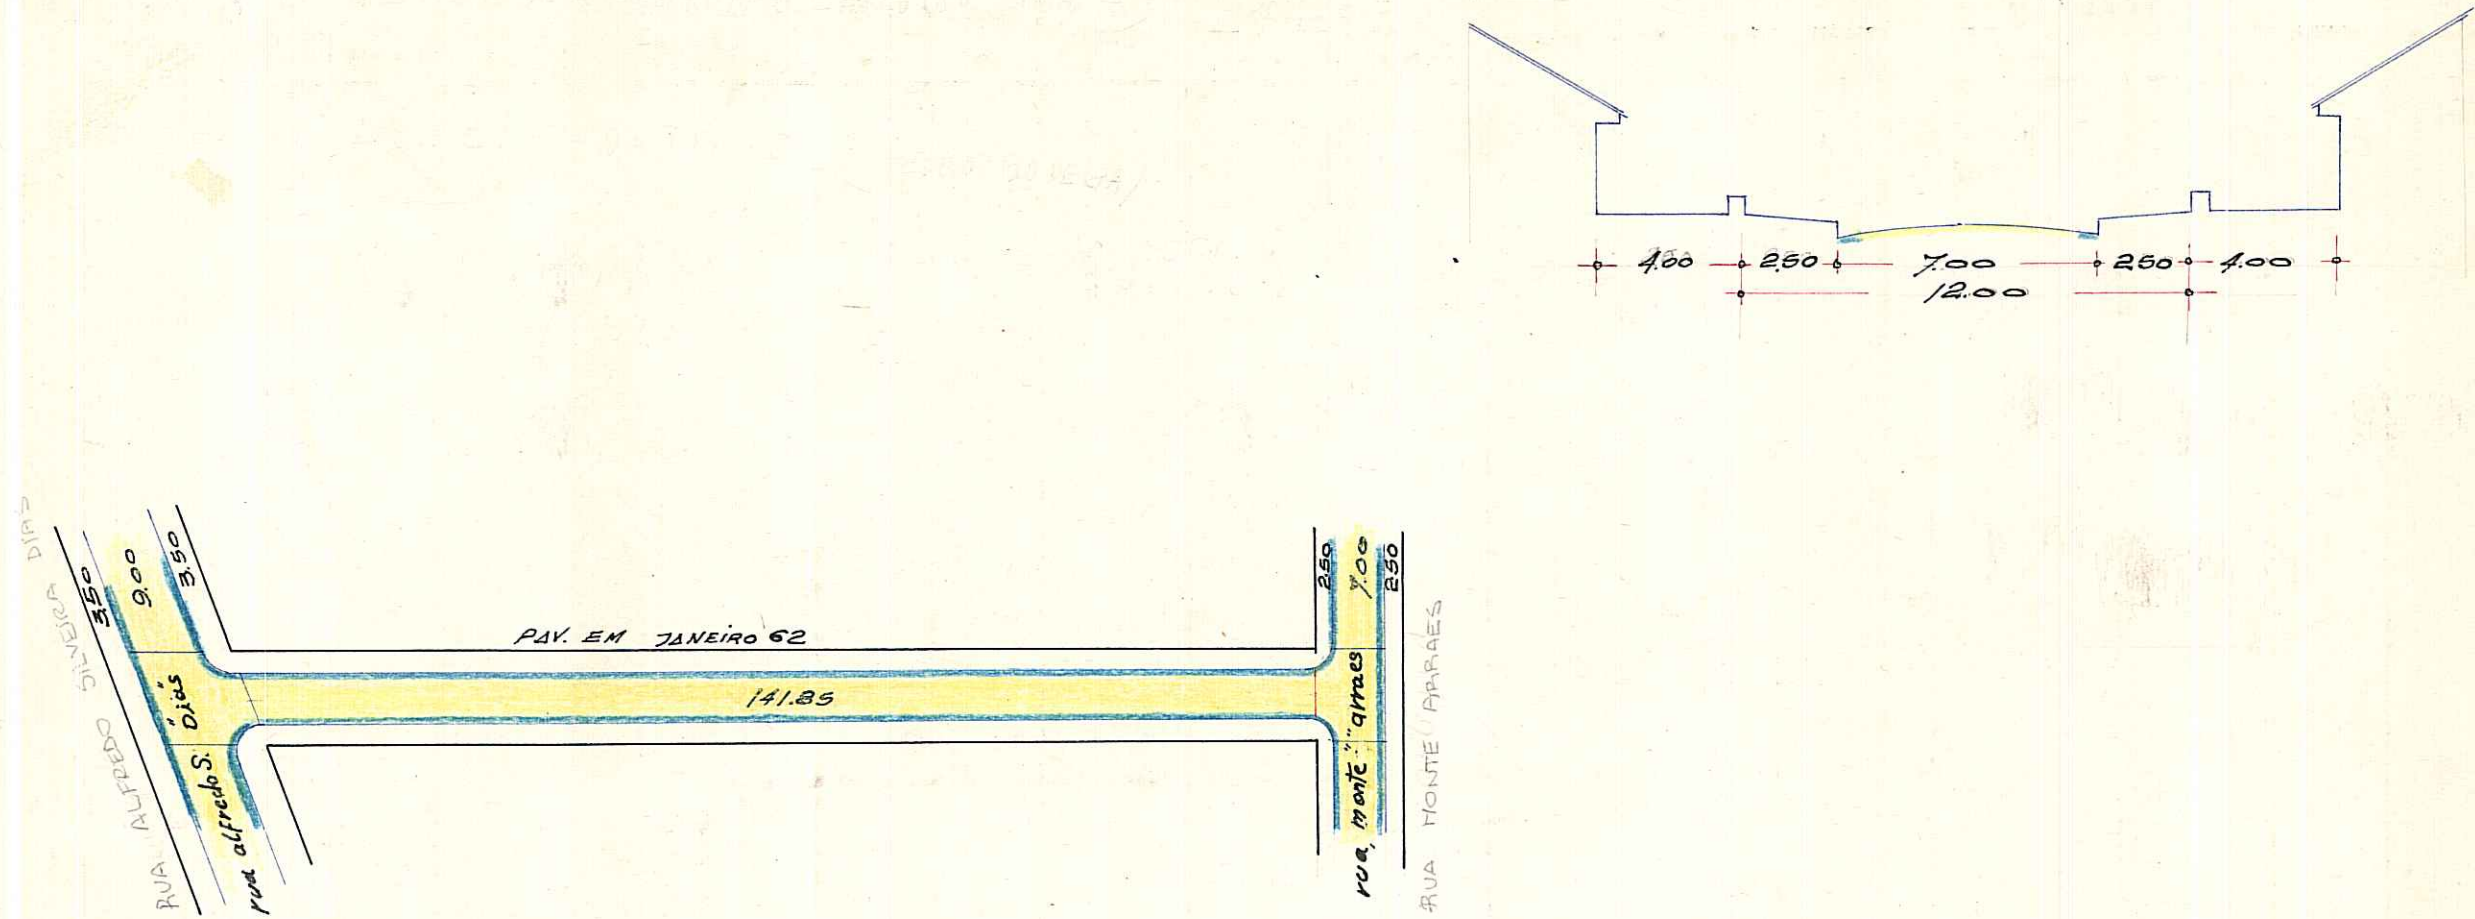 4.00 2.50 7.00 2.50 4.00
12.00
RUA ALFREDO SILVEIRA DIAS
3.50
9.00
3.50
rua alfredo S. Dias
PAV. EM JANEIRO 62
141.85
2.50
7.00
2.50
rua, monte "arraes
RUA MONTE ARRAES